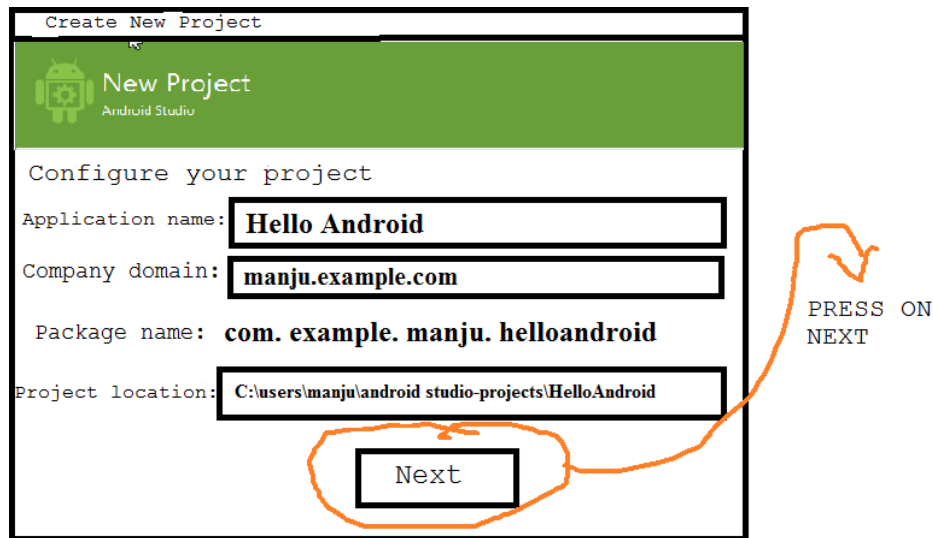 Create New Project
New Project
Android Studio
Configure your project
Application name: Hello Android
Company domain: manju.example.com
Package name: com. example. manju. helloandroid
Project location: C:\users\manju\android studio-projects\HelloAndroid
Next
PRESS ON
NEXT